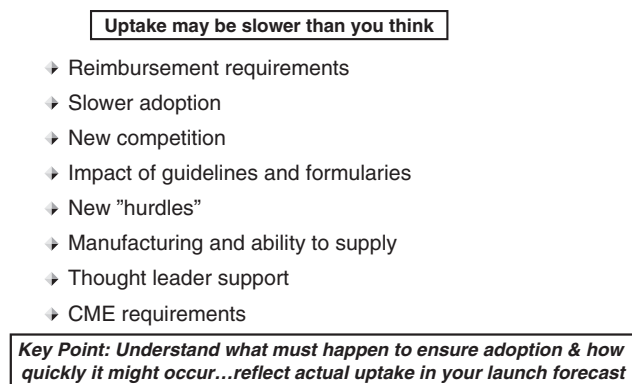 Uptake may be slower than you think
Reimbursement requirements
Slower adoption
New competition
Impact of guidelines and formularies
New ”hurdles”
Manufacturing and ability to supply
Thought leader support
CME requirements
Key Point: Understand what must happen to ensure adoption & how
quickly it might occur…reflect actual uptake in your launch forecast